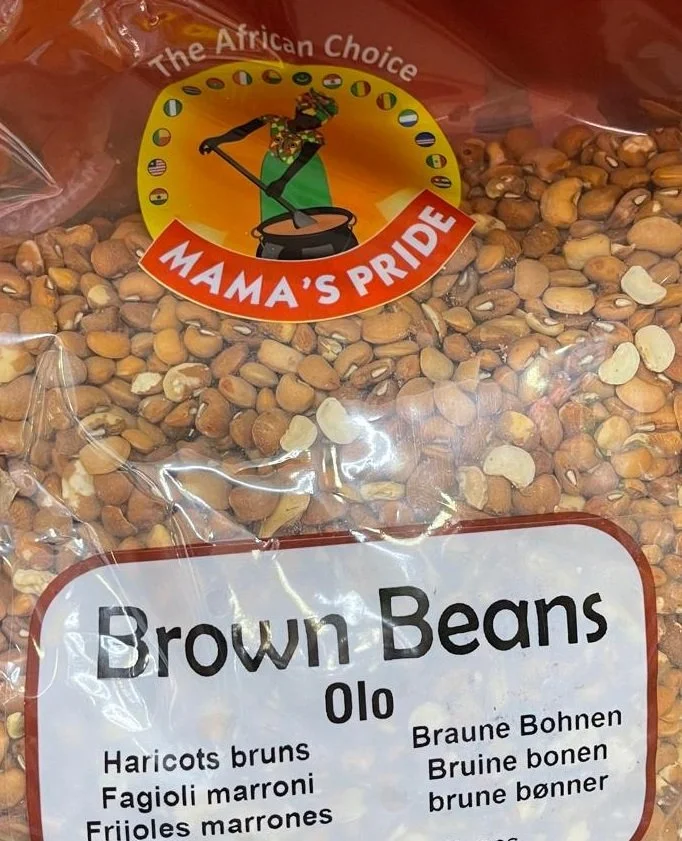 The African Choice
MAMA'S PRIDE
Brown Beans
Olo
Haricots bruns
Fagioli marroni
Frijoles marrones
Braune Bohnen
Bruine bonen
brune bønner